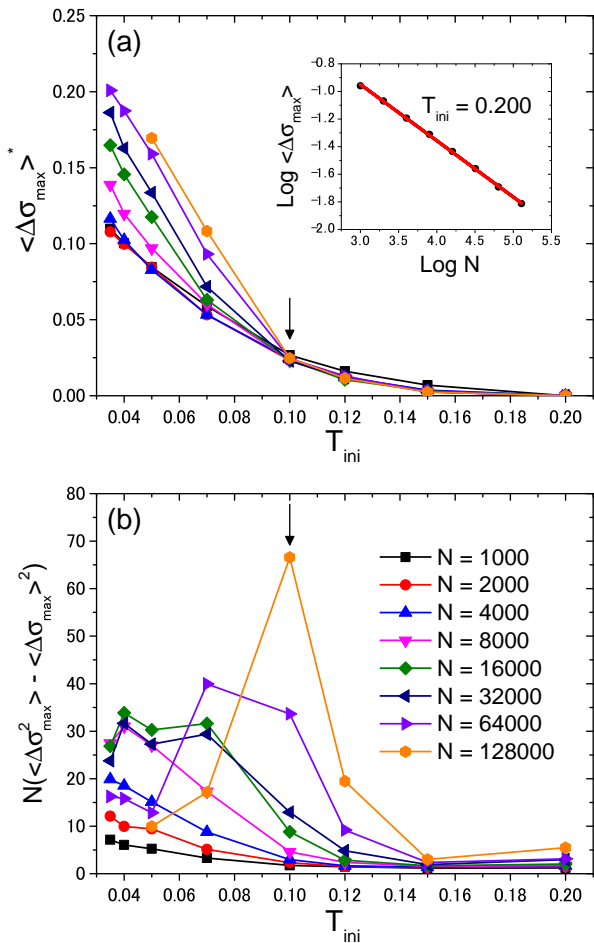 (a)
<Δσmax>*
0.25
0.20
0.15
0.10
0.05
0.00
0.04 0.06 0.08 0.10 0.12 0.14 0.16 0.18 0.20
Tini
Tini = 0.200
Log <Δσmax>
-0.8
-1.0
-1.2
-1.4
-1.6
-1.8
-2.0
3.0 3.5 4.0 4.5 5.0 5.5
Log N
(b)
N(<Δσ²max> - <Δσmax>²)
80
70
60
50
40
30
20
10
0
N = 1000
N = 2000
N = 4000
N = 8000
N = 16000
N = 32000
N = 64000
N = 128000
0.04 0.06 0.08 0.10 0.12 0.14 0.16 0.18 0.20
Tini